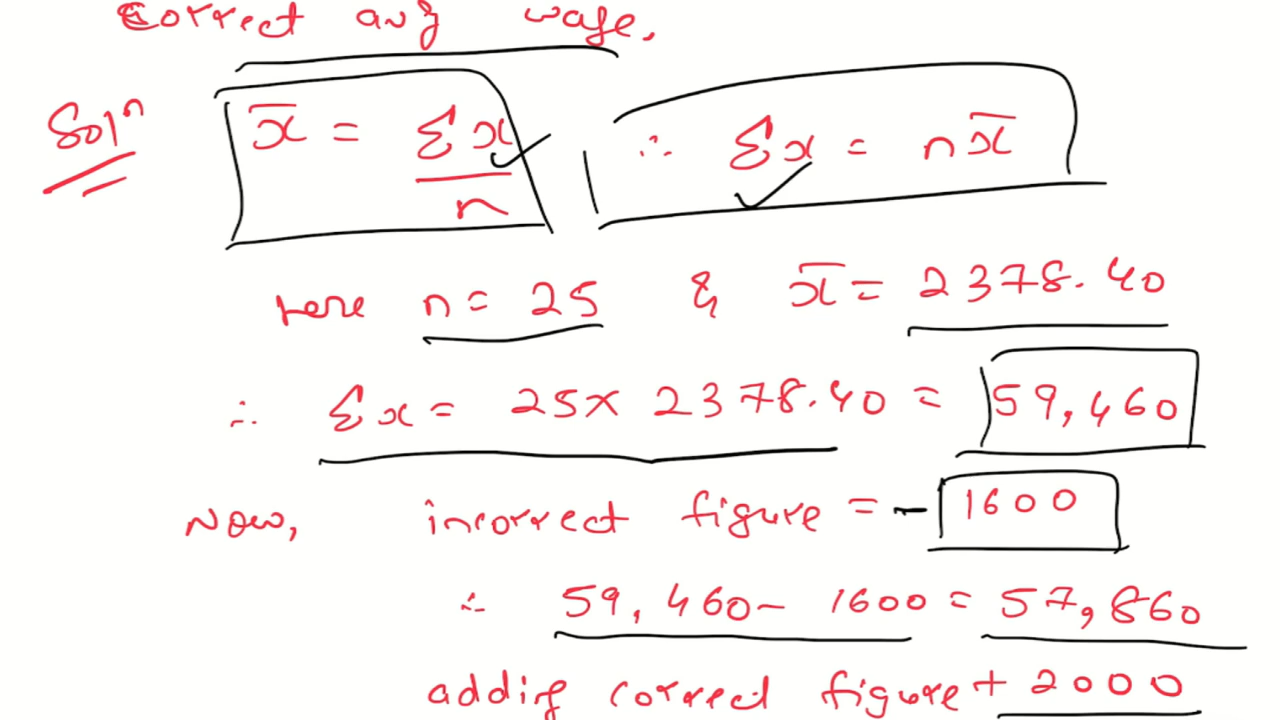 Correct avg wage.
Solⁿ x̄ = Σx/n ∴ Σx = nx̄
here n = 25 & x̄ = 2378.40
∴ Σx = 25 × 2378.40 = 59,460
Now, incorrect figure = - 1600
∴ 59,460 - 1600 = 57,860
adding correct figure + 2000